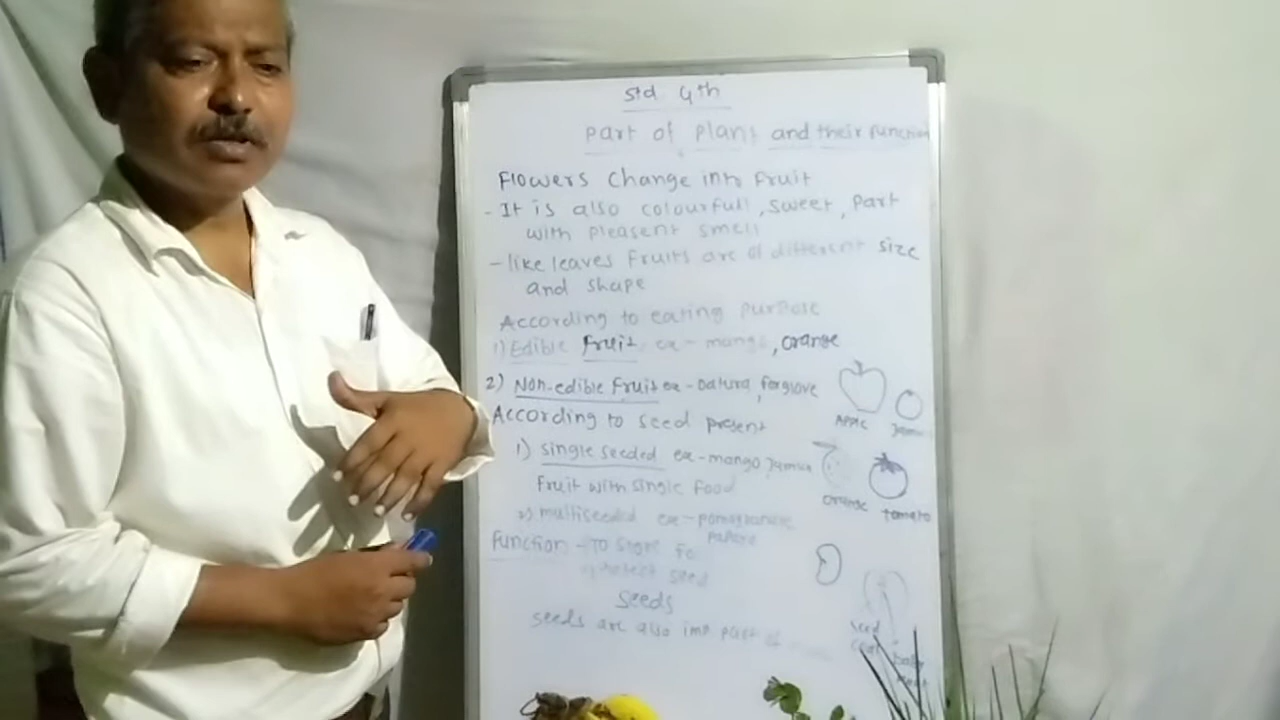 std 4th
Part of Plans and their function
Flowers change into Fruit
- It is also colourfull, sweet, Part
with pleasent smell
- like leaves Fruits are of different size
and shape
According to eating purpose
1) Edible fruit ex- mango, orange
2) Non-edible fruit ex- Datura, forglove
According to seed present
1) single seeded ex-mango Jamun
Fruit with single food
2) multiseeded ex-
Function - To store Fo
protect seed
seeds
seeds are also imp part of
Apple
orange
Tomato
seed
coat
baby